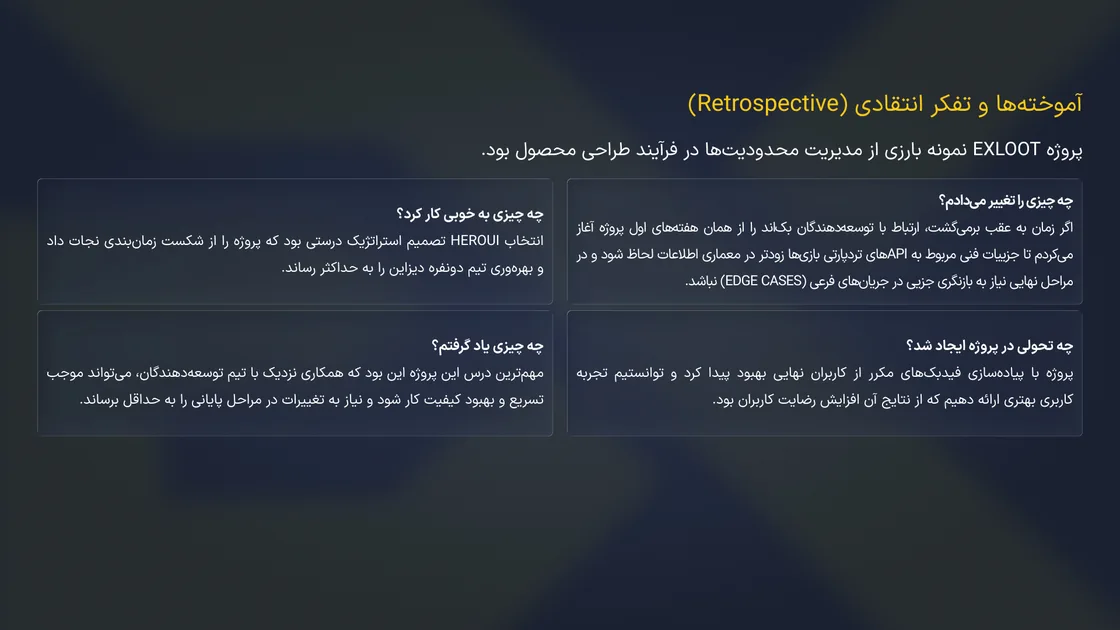 آموخته‌ها و تفکر انتقادی (Retrospective)
پروژه EXLOOT نمونه بارزی از مدیریت محدودیت‌ها در فرآیند طراحی محصول بود.
چه چیزی را تغییر می‌دادم؟
اگر زمان به عقب برمی‌گشت، ارتباط با توسعه‌دهندگان بک‌اند را از همان هفته‌های اول پروژه آغاز
می‌کردم تا جزییات فنی مربوط به APIهای تردپارتی بازی‌ها زودتر در معماری اطلاعات لحاظ شود و در
مراحل نهایی نیاز به بازنگری جزیی در جریان‌های فرعی (EDGE CASES) نباشد.
چه چیزی به خوبی کار کرد؟
انتخاب HEROUI تصمیم استراتژیک درستی بود که پروژه را از شکست زمان‌بندی نجات داد
و بهره‌وری تیم دونفره دیزاین را به حداکثر رساند.
چه تحولی در پروژه ایجاد شد؟
پروژه با پیاده‌سازی فیدبک‌های مکرر از کاربران نهایی بهبود پیدا کرد و توانستیم تجربه
کاربری بهتری ارائه دهیم که از نتایج آن افزایش رضایت کاربران بود.
چه چیزی یاد گرفتم؟
مهم‌ترین درس این پروژه این بود که همکاری نزدیک با تیم توسعه‌دهندگان، می‌تواند موجب
تسریع و بهبود کیفیت کار شود و نیاز به تغییرات در مراحل پایانی را به حداقل برساند.